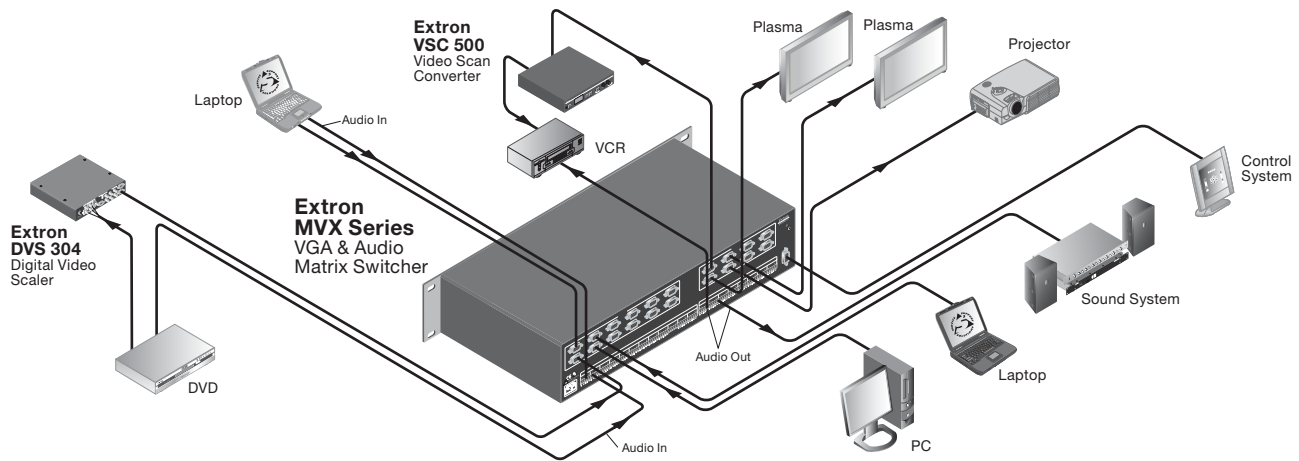 Extron
VSC 500
Video Scan
Converter
Plasma
Plasma
Projector
Laptop
Audio In
VCR
Control
System
Extron
MVX Series
VGA & Audio
Matrix Switcher
Extron
DVS 304
Digital Video
Scaler
Sound System
Audio Out
Laptop
DVD
PC
Audio In